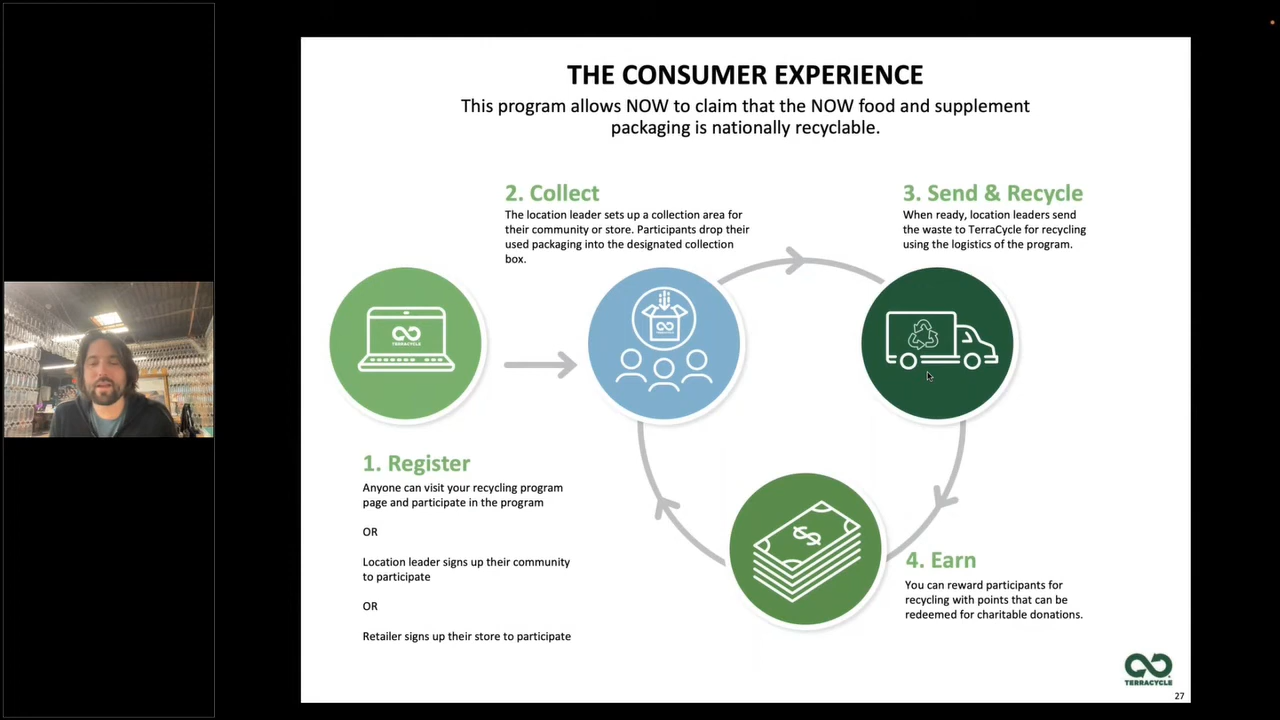 THE CONSUMER EXPERIENCE
This program allows NOW to claim that the NOW food and supplement
packaging is nationally recyclable.
2. Collect
The location leader sets up a collection area for
their community or store. Participants drop their
used packaging into the designated collection
box.
3. Send & Recycle
When ready, location leaders send
the waste to TerraCycle for recycling
using the logistics of the program.
TERRACYCLE
1. Register
Anyone can visit your recycling program
page and participate in the program
OR
Location leader signs up their community
to participate
OR
Retailer signs up their store to participate
4. Earn
You can reward participants for
recycling with points that can be
redeemed for charitable donations.
$
TERRACYCLE
27